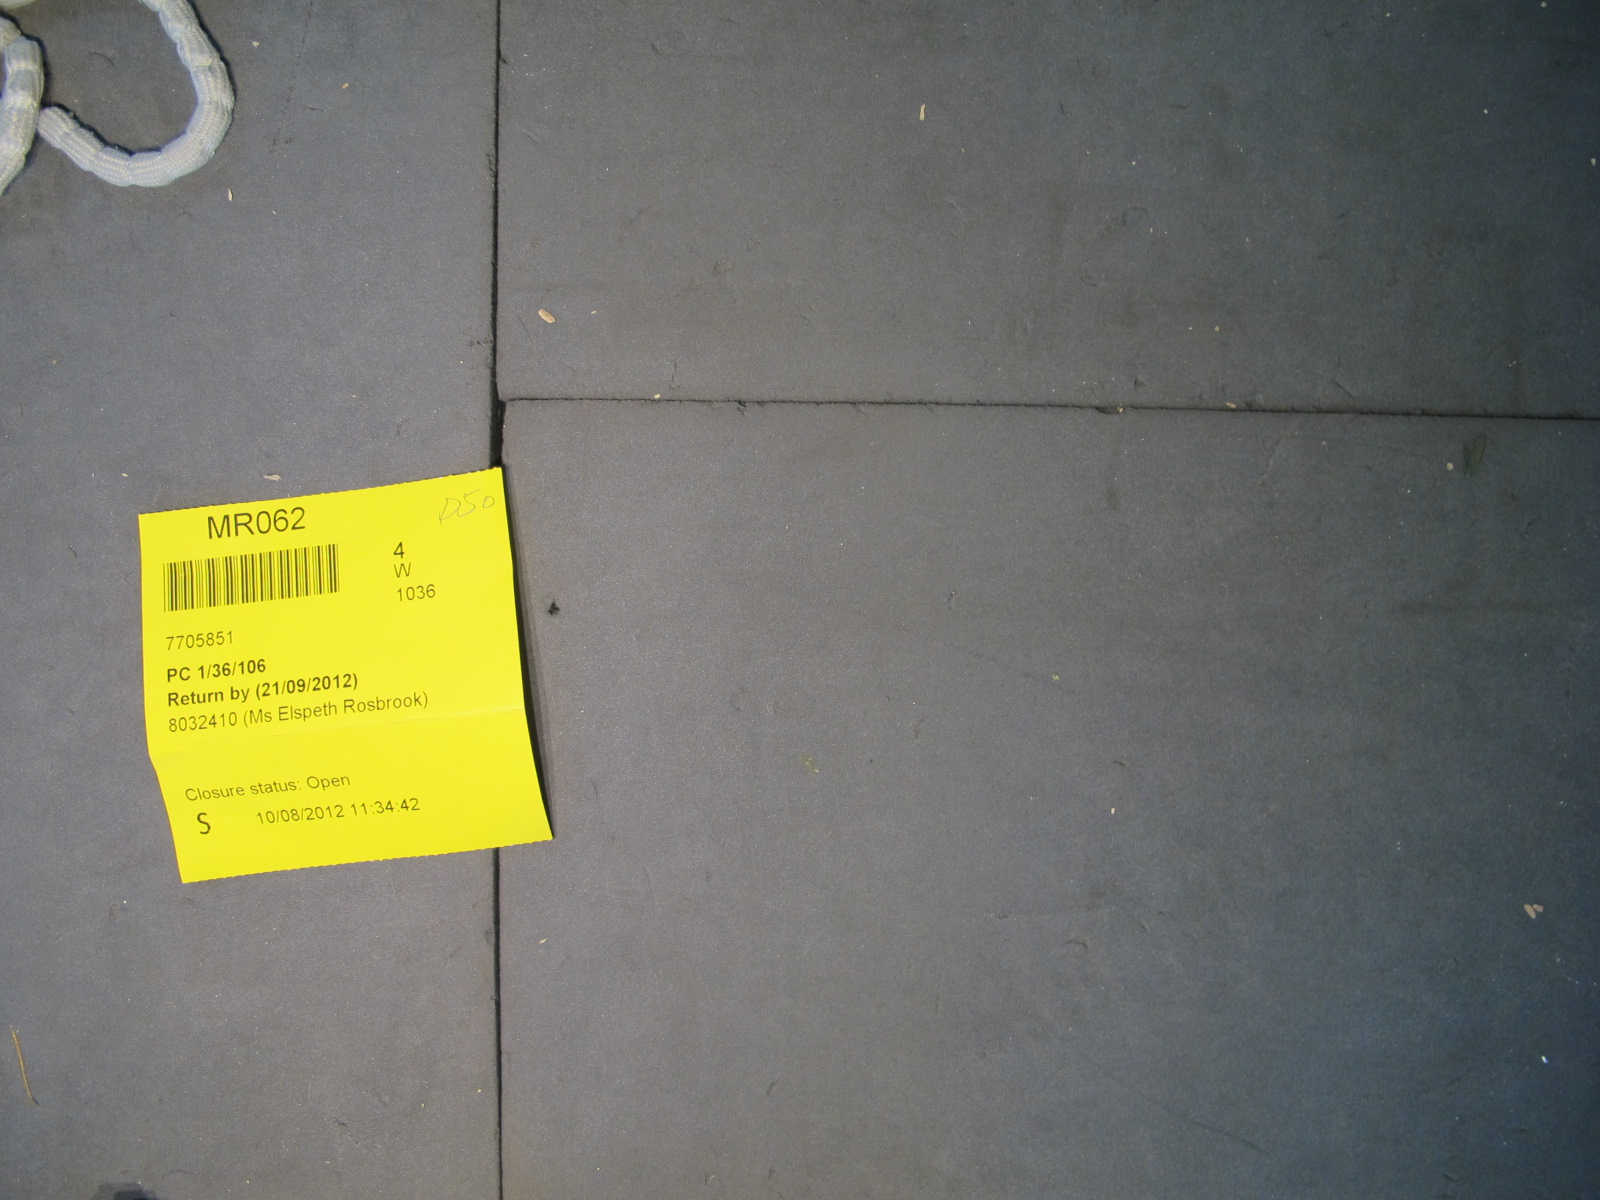 MR062
D50
4
W
1036
7705851
PC 1/36/106
Return by (21/09/2012)
8032410 (Ms Elspeth Rosbrook)
Closure status: Open
S 10/08/2012 11:34:42